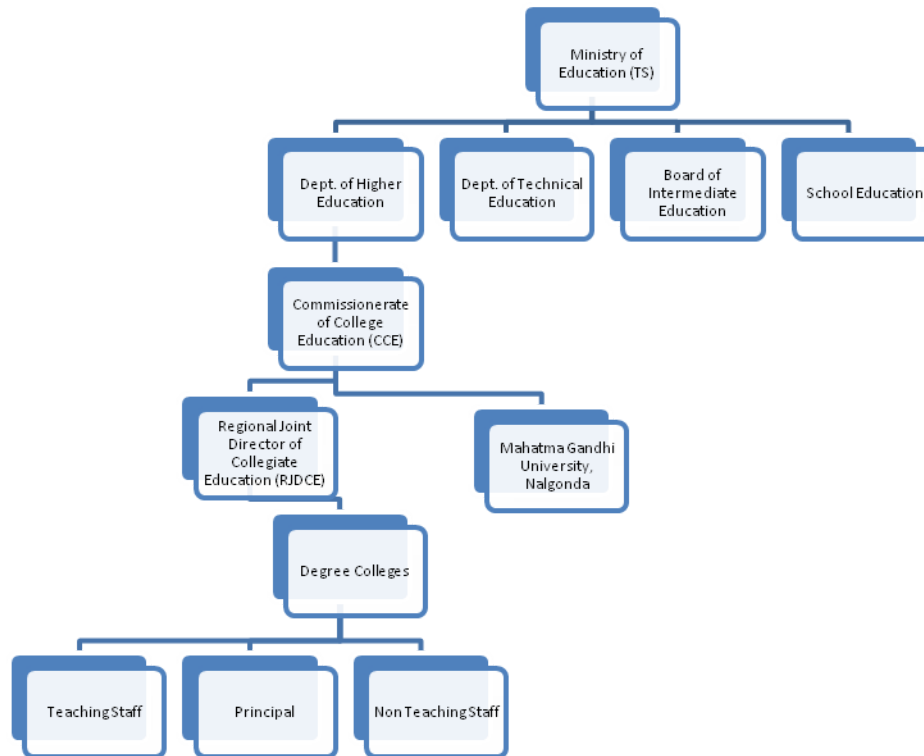 Ministry of
Education (TS)
Dept. of Higher
Education
Dept. of Technical
Education
Board of
Intermediate
Education
School Education
Commissionerate
of College
Education (CCE)
Regional Joint
Director of
Collegiate
Education (RJDCE)
Mahatma Gandhi
University,
Nalgonda
Degree Colleges
Teaching Staff
Principal
Non Teaching Staff